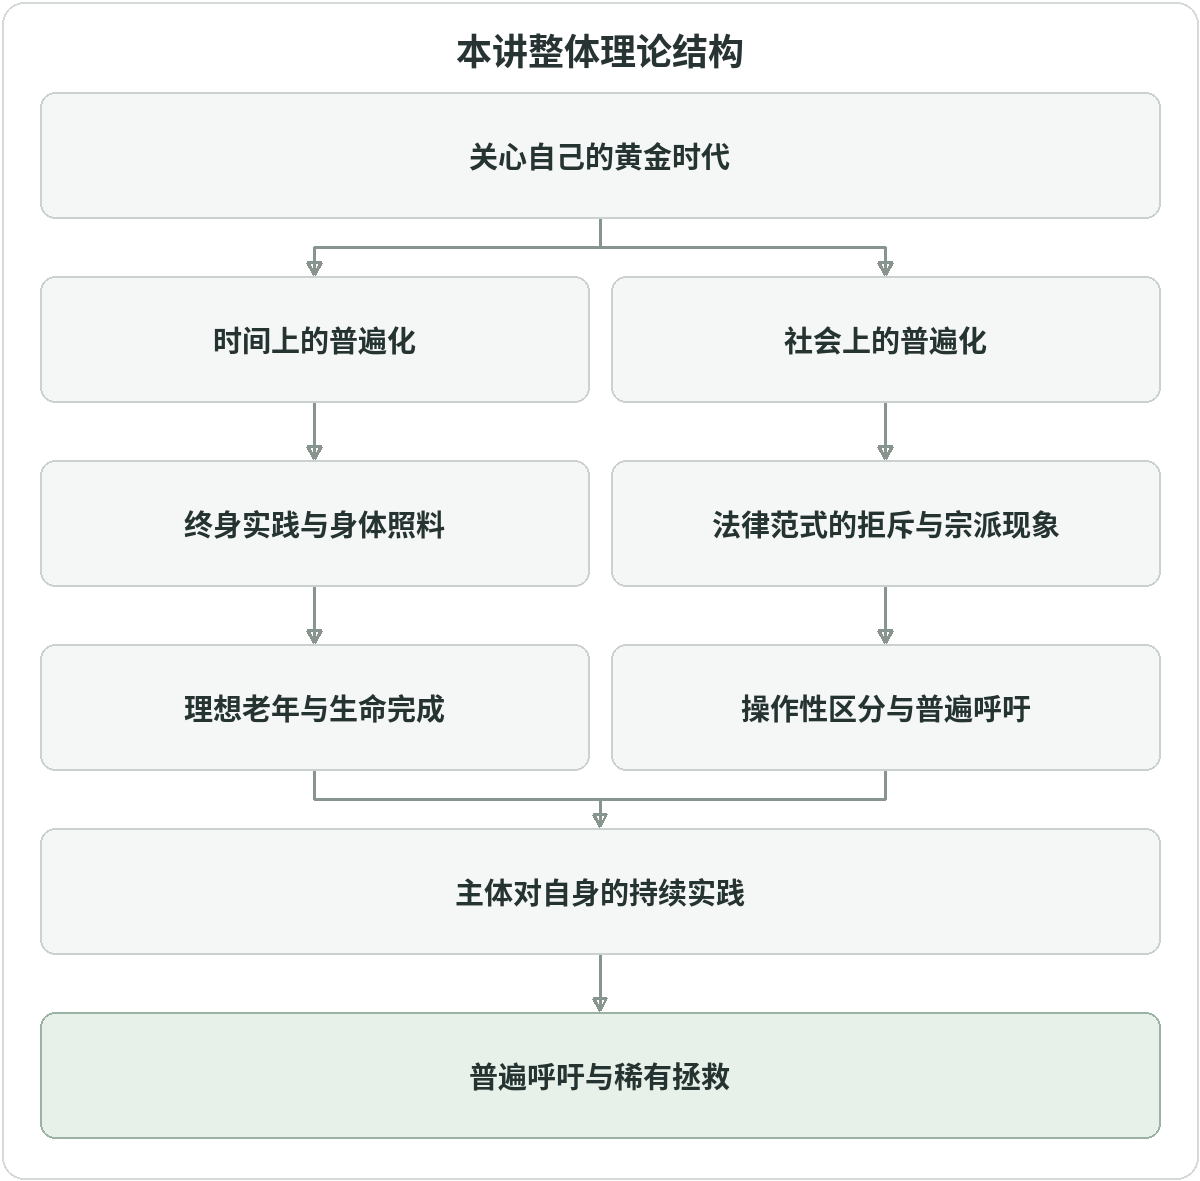 本讲整体理论结构
关心自己的黄金时代
时间上的普遍化
社会上的普遍化
终身实践与身体照料
法律范式的拒斥与宗派现象
理想老年与生命完成
操作性区分与普遍呼吁
主体对自身的持续实践
普遍呼吁与稀有拯救